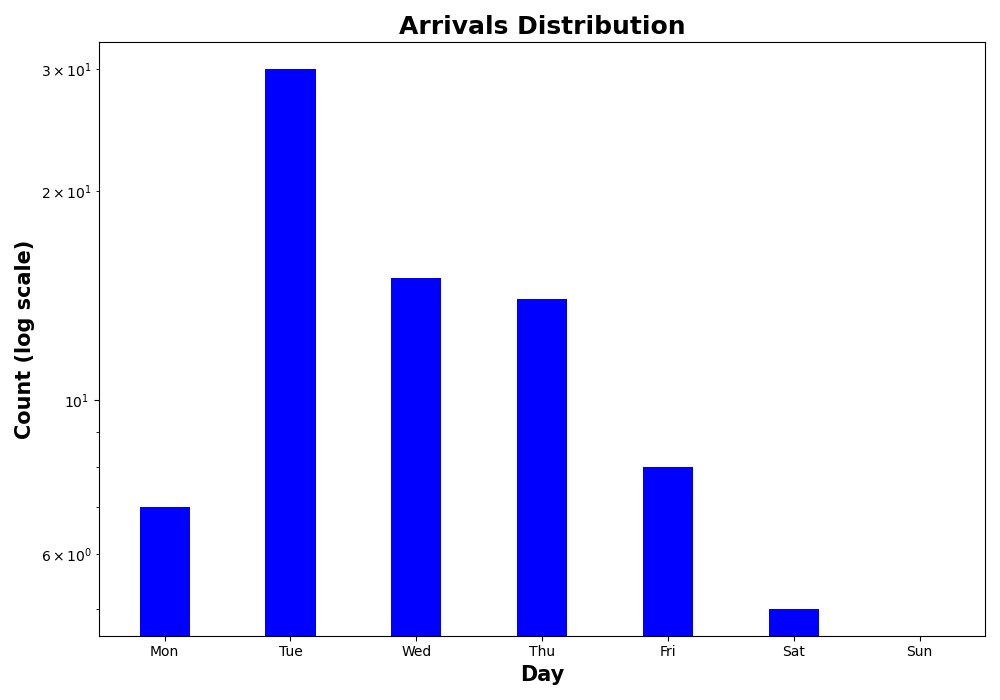 Arrivals Distribution
Count (log scale)
3 × 10¹
2 × 10¹
10¹
6 × 10⁰
Mon Tue Wed Thu Fri Sat Sun
Day